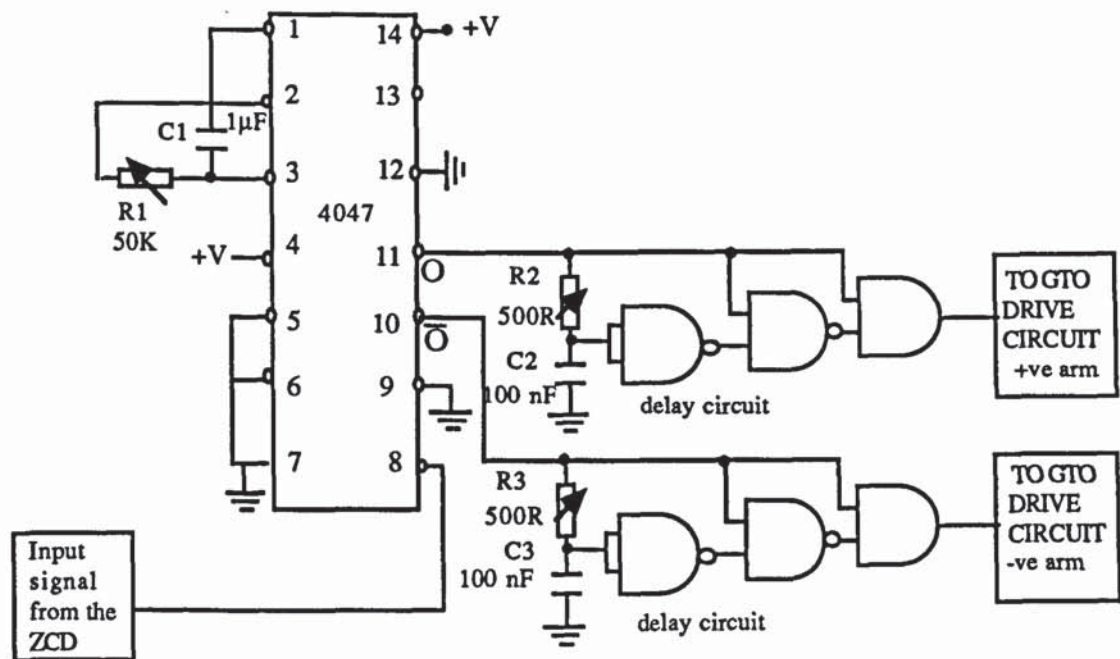 1
14
+V
2
13
C1
1μF
3
12
R1
50K
4047
+V
4
11
O
R2
500R
TO GTO
DRIVE
CIRCUIT
+ve arm
5
10
O̅
C2
100 nF
delay circuit
6
9
7
8
R3
500R
TO GTO
DRIVE
CIRCUIT
-ve arm
C3
100 nF
delay circuit
Input
signal
from the
ZCD